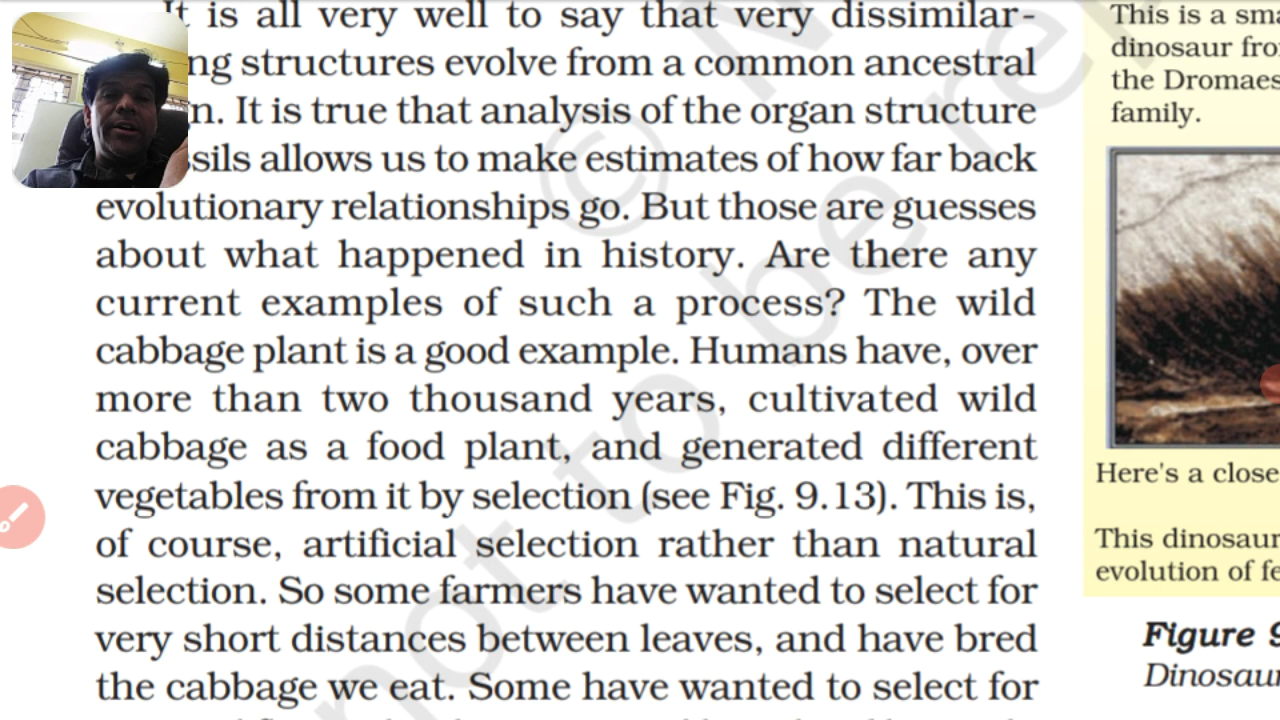 It is all very well to say that very dissimilar-
ng structures evolve from a common ancestral
n. It is true that analysis of the organ structure
ssils allows us to make estimates of how far back
evolutionary relationships go. But those are guesses
about what happened in history. Are there any
current examples of such a process? The wild
cabbage plant is a good example. Humans have, over
more than two thousand years, cultivated wild
cabbage as a food plant, and generated different
vegetables from it by selection (see Fig. 9.13). This is,
of course, artificial selection rather than natural
selection. So some farmers have wanted to select for
very short distances between leaves, and have bred
the cabbage we eat. Some have wanted to select for
This is a sma
dinosaur fro
the Dromaes
family.
Here's a close
This dinosaur
evolution of fe
Figure 9
Dinosaur
© N
not to be re